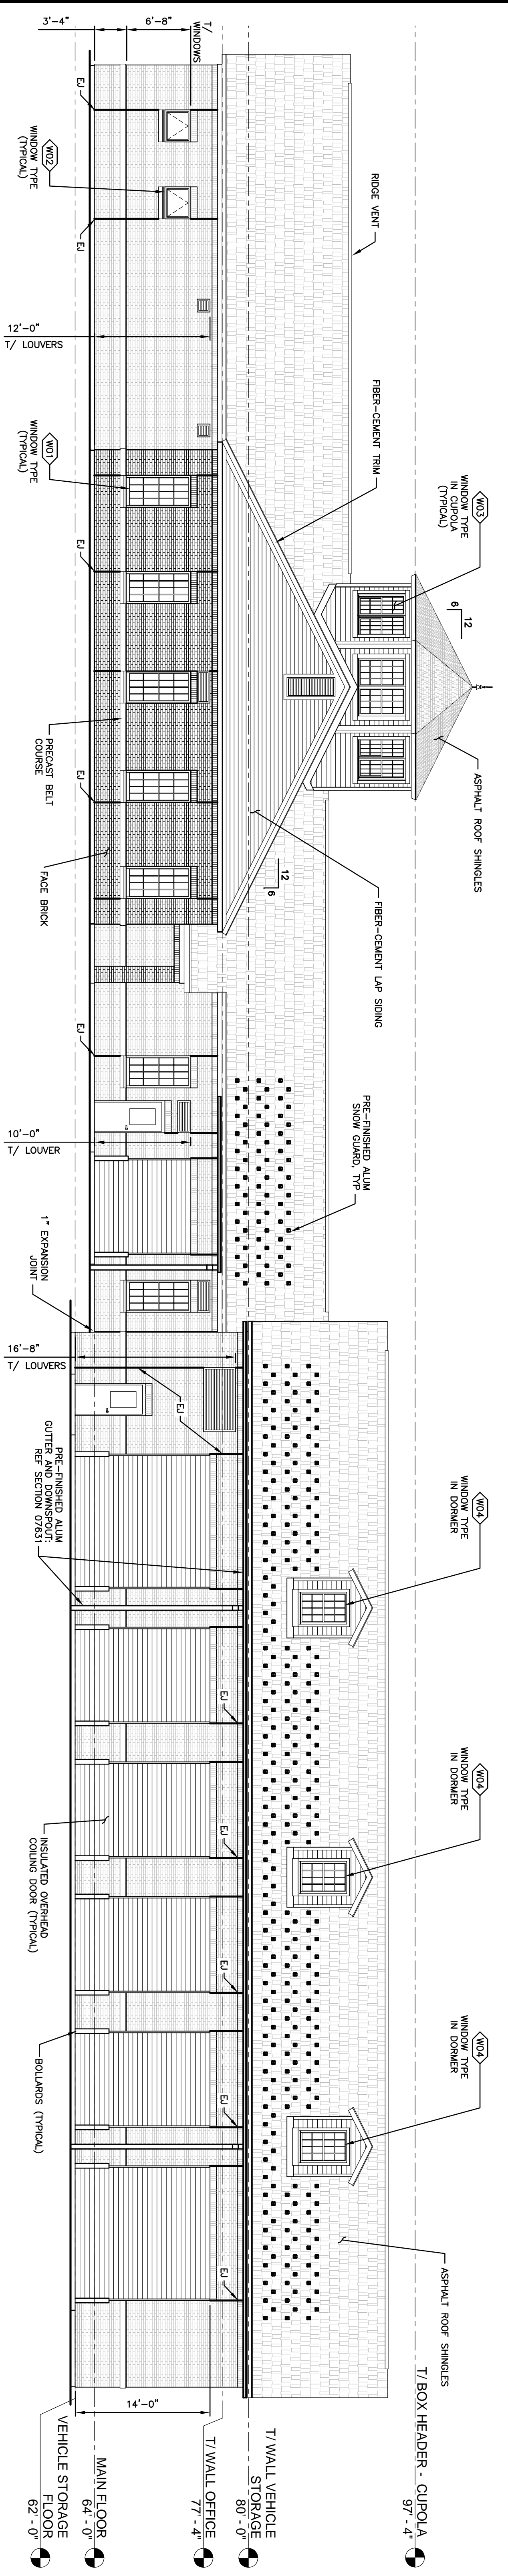 3'-4"
6'-8"
T/
WINDOWS
EJ
W02
WINDOW TYPE
(TYPICAL)
EJ
RIDGE VENT
12'-0"
T/ LOUVERS
W01
WINDOW TYPE
(TYPICAL)
FIBER-CEMENT TRIM
EJ
W03
WINDOW TYPE
IN CUPOLA
(TYPICAL)
12
6
ASPHALT ROOF SHINGLES
PRECAST BELT
COURSE
EJ
FACE BRICK
12
6
FIBER-CEMENT LAP SIDING
EJ
10'-0"
T/ LOUVER
PRE-FINISHED ALUM
SNOW GUARD, TYP
1" EXPANSION
JOINT
16'-8"
T/ LOUVERS
EJ
PRE-FINISHED ALUM
GUTTER AND DOWNSPOUT:
REF SECTION 07631
W04
WINDOW TYPE
IN DORMER
EJ
W04
WINDOW TYPE
IN DORMER
EJ
INSULATED OVERHEAD
COILING DOOR (TYPICAL)
EJ
W04
WINDOW TYPE
IN DORMER
EJ
BOLLARDS (TYPICAL)
EJ
ASPHALT ROOF SHINGLES
14'-0"
T/ BOX HEADER - CUPOLA
97' - 4"
T/ WALL VEHICLE
STORAGE
80' - 0"
T/ WALL OFFICE
77' - 4"
MAIN FLOOR
64' - 0"
VEHICLE STORAGE
FLOOR
62' - 0"